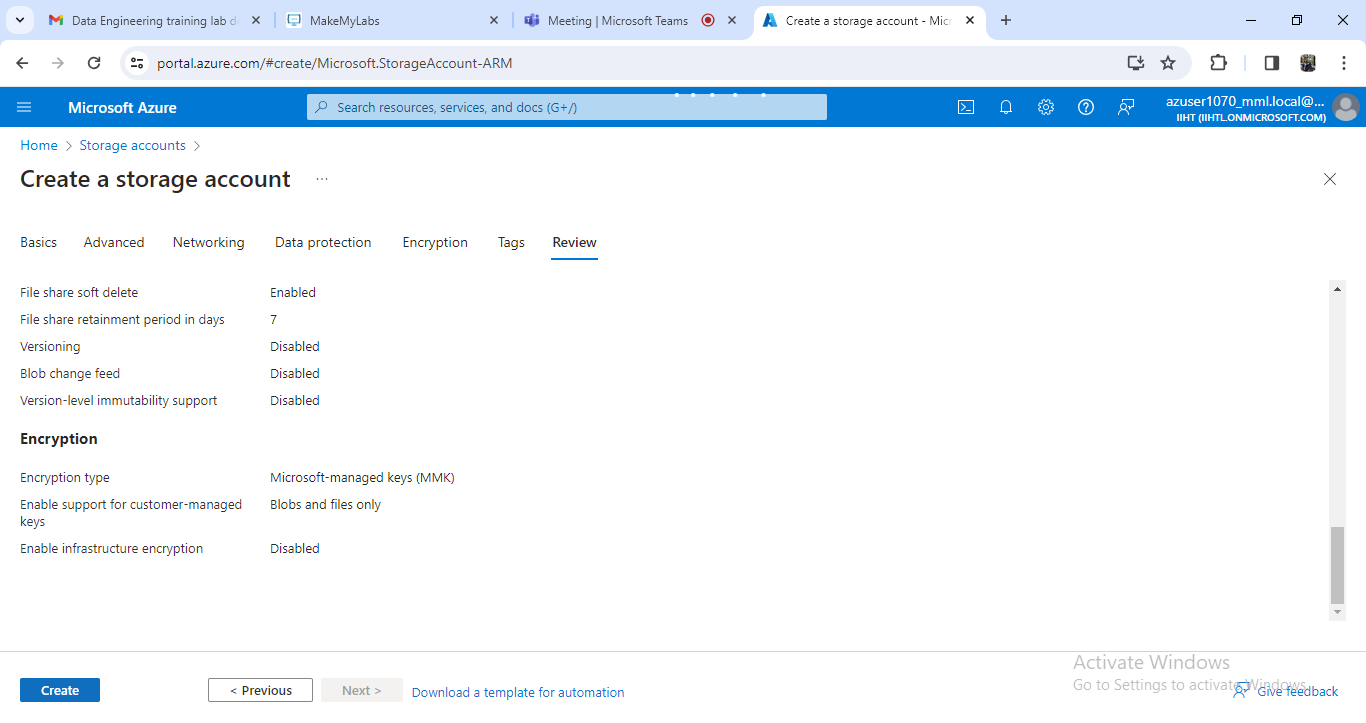 Data Engineering training lab d
MakeMyLabs
Meeting | Microsoft Teams
Create a storage account - Micr
portal.azure.com/#create/Microsoft.StorageAccount-ARM
Microsoft Azure
Search resources, services, and docs (G+/)
azuser1070_mml.local@...
IIHT (IIHTL.ONMICROSOFT.COM)
Home > Storage accounts >
Create a storage account ...
Basics Advanced Networking Data protection Encryption Tags Review
File share soft delete Enabled
File share retainment period in days 7
Versioning Disabled
Blob change feed Disabled
Version-level immutability support Disabled
Encryption
Encryption type Microsoft-managed keys (MMK)
Enable support for customer-managed Blobs and files only
keys
Enable infrastructure encryption Disabled
Activate Windows
Go to Settings to activate Windows.
Create < Previous Next > Download a template for automation Give feedback